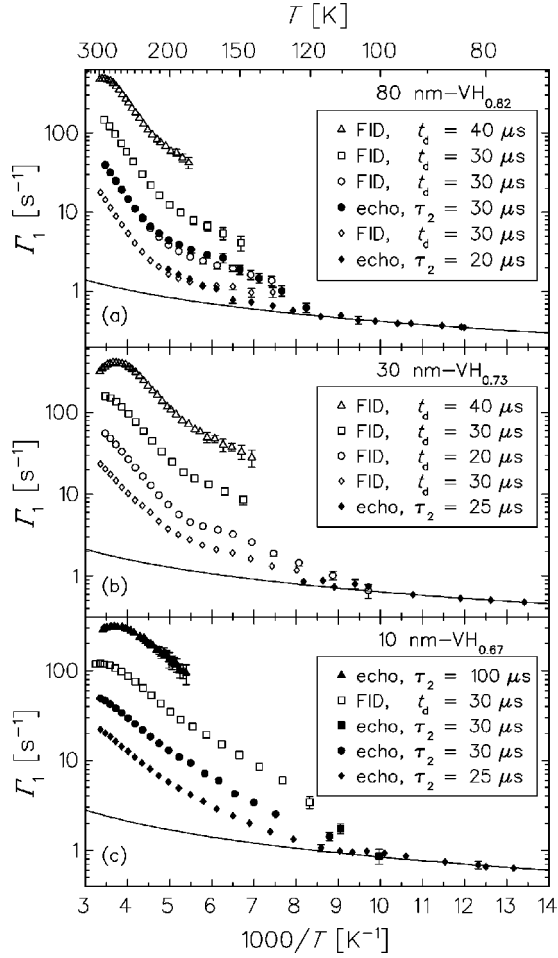 T [K]
300 200 150 120 100 80
80 nm−VH0.82
FID, td = 40 μs
FID, td = 30 μs
FID, td = 30 μs
echo, τ2 = 30 μs
FID, td = 30 μs
echo, τ2 = 20 μs
Γ1 [s−1]
100
10
1
(a)
30 nm−VH0.73
FID, td = 40 μs
FID, td = 30 μs
FID, td = 20 μs
FID, td = 30 μs
echo, τ2 = 25 μs
Γ1 [s−1]
100
10
1
(b)
10 nm−VH0.67
echo, τ2 = 100 μs
FID, td = 30 μs
echo, τ2 = 30 μs
echo, τ2 = 30 μs
echo, τ2 = 25 μs
Γ1 [s−1]
100
10
1
(c)
3 4 5 6 7 8 9 10 11 12 13 14
1000/T [K−1]